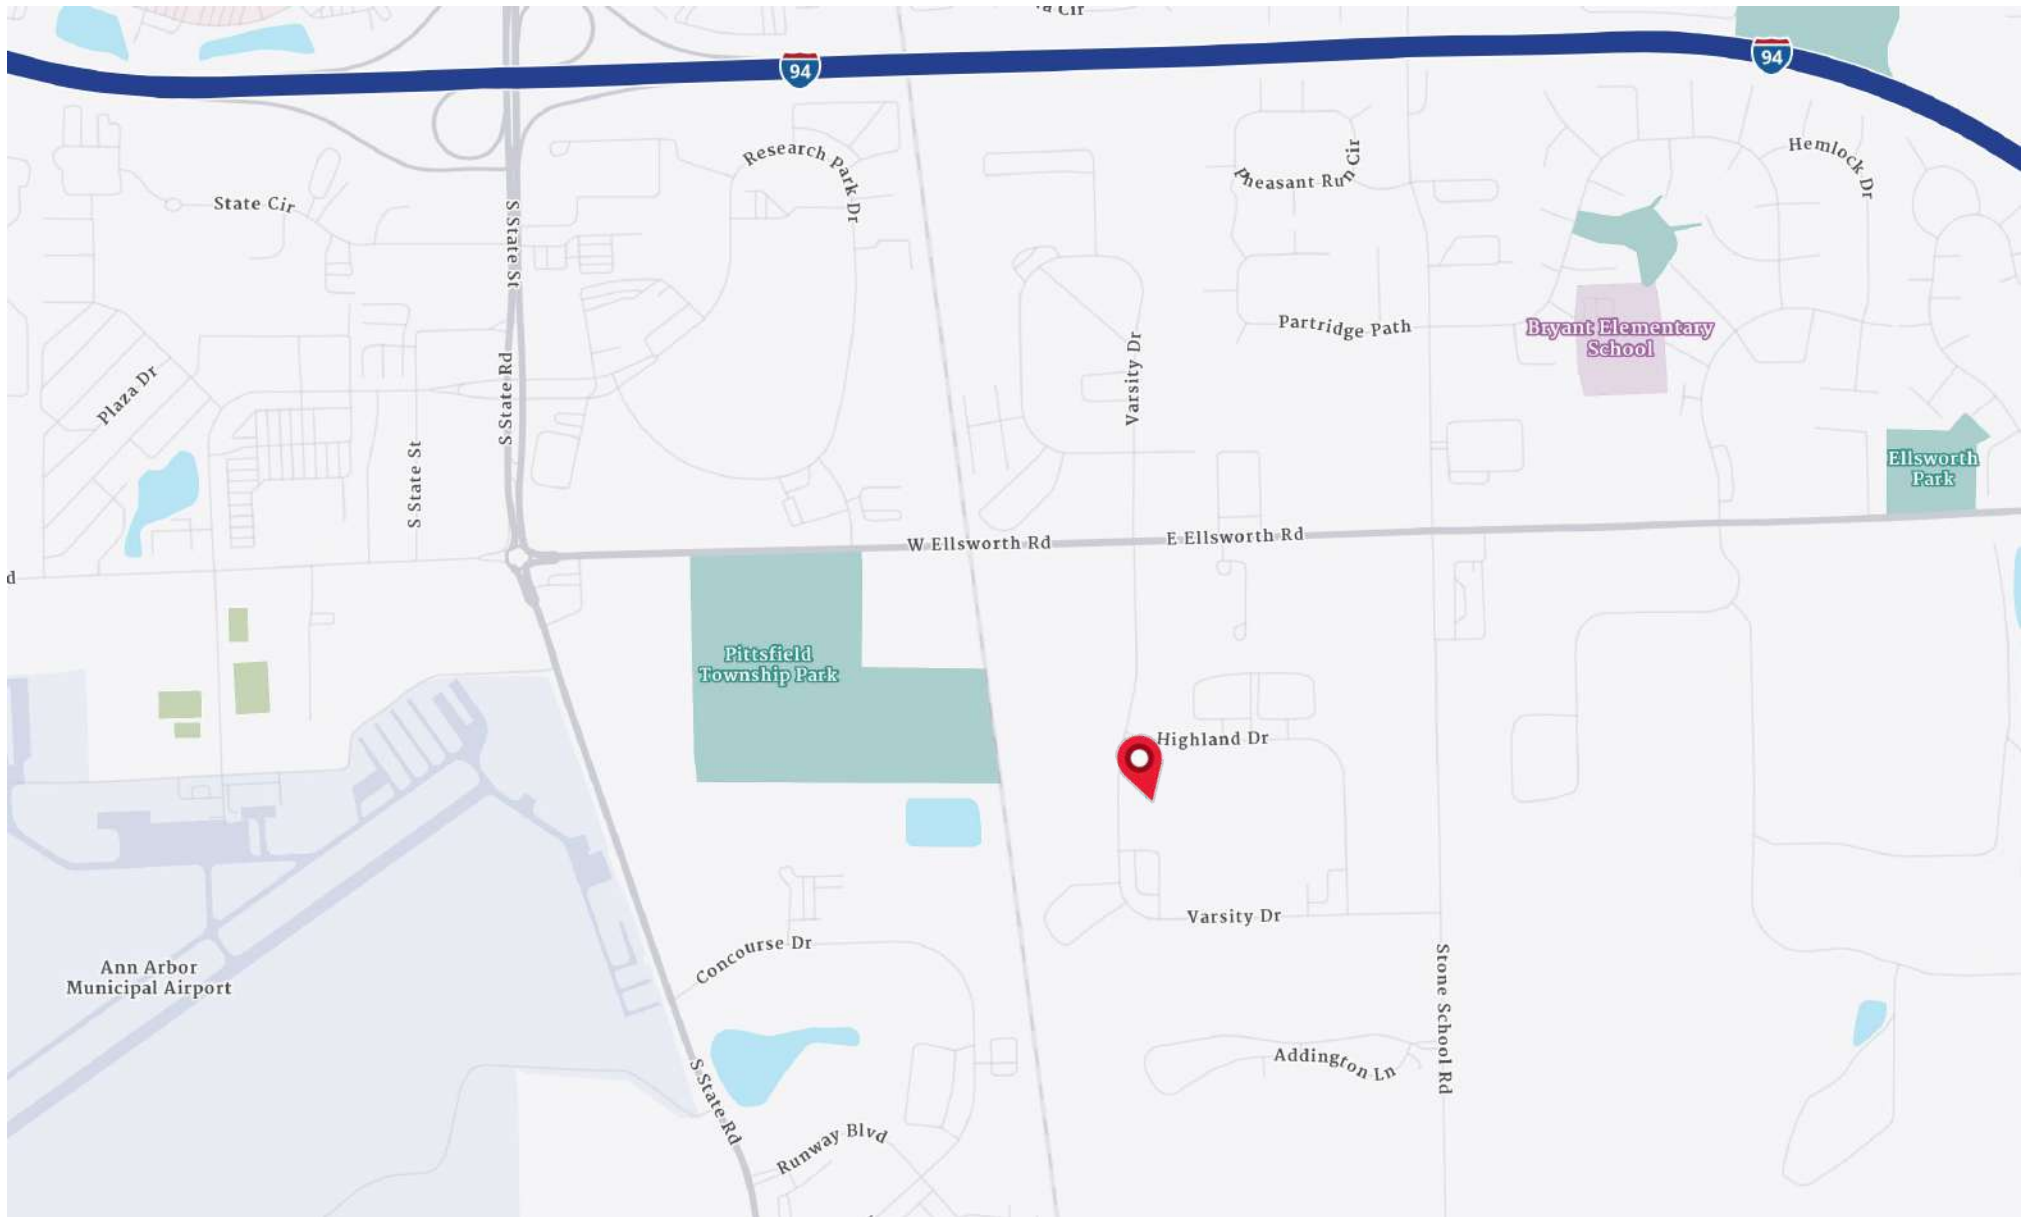 94
94
Research Park Dr
Hemlock Dr
Pheasant Run Cir
State Cir
S State St
Partridge Path
Bryant Elementary
School
Varsity Dr
S State Rd
Plaza Dr
S State St
Ellsworth
Park
W Ellsworth Rd
E Ellsworth Rd
d
Pittsfield
Township Park
Highland Dr
Varsity Dr
Concourse Dr
Ann Arbor
Municipal Airport
Stone School Rd
Addington Ln
S State Rd
Runway Blvd